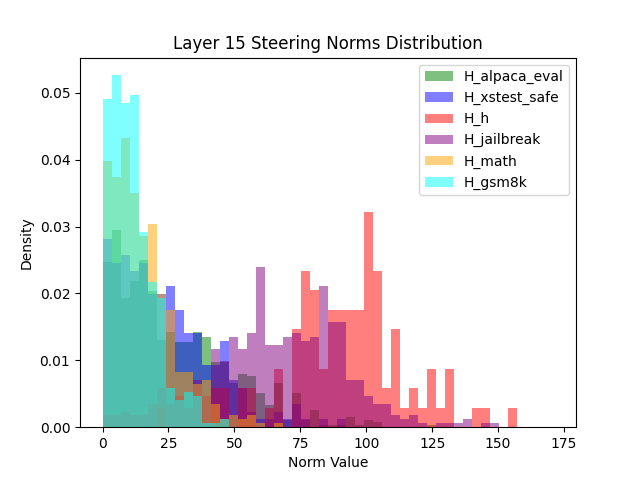 Layer 15 Steering Norms Distribution
H_alpaca_eval
H_xstest_safe
H_h
H_jailbreak
H_math
H_gsm8k
0.05
0.04
0.03
0.02
0.01
0.00
Density
0 25 50 75 100 125 150 175
Norm Value